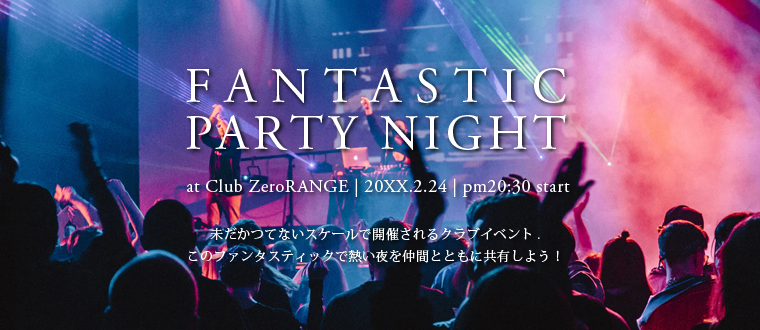 FANTASTIC
PARTY NIGHT
at Club ZeroRANGE | 20XX.2.24 | pm20:30 start
未だかつてないスケールで開催されるクラブイベント.
このファンタスティックで熱い夜を仲間とともに共有しよう！